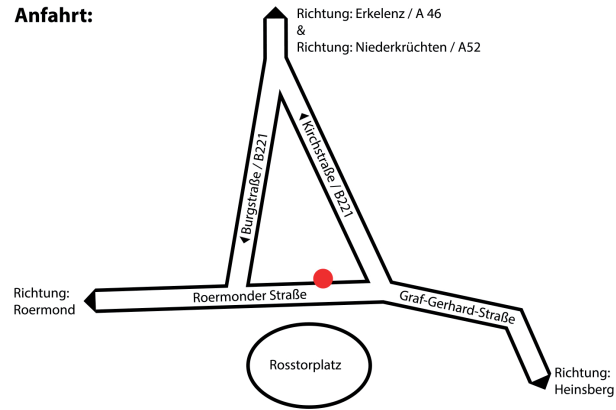 Anfahrt:
Richtung: Erkelenz / A 46
&
Richtung: Niederkrüchten / A52
Kirchstraße / B221
Burgstraße / B221
Richtung:
Roermond
Roermonder Straße
Graf-Gerhard-Straße
Rosstorplatz
Richtung:
Heinsberg